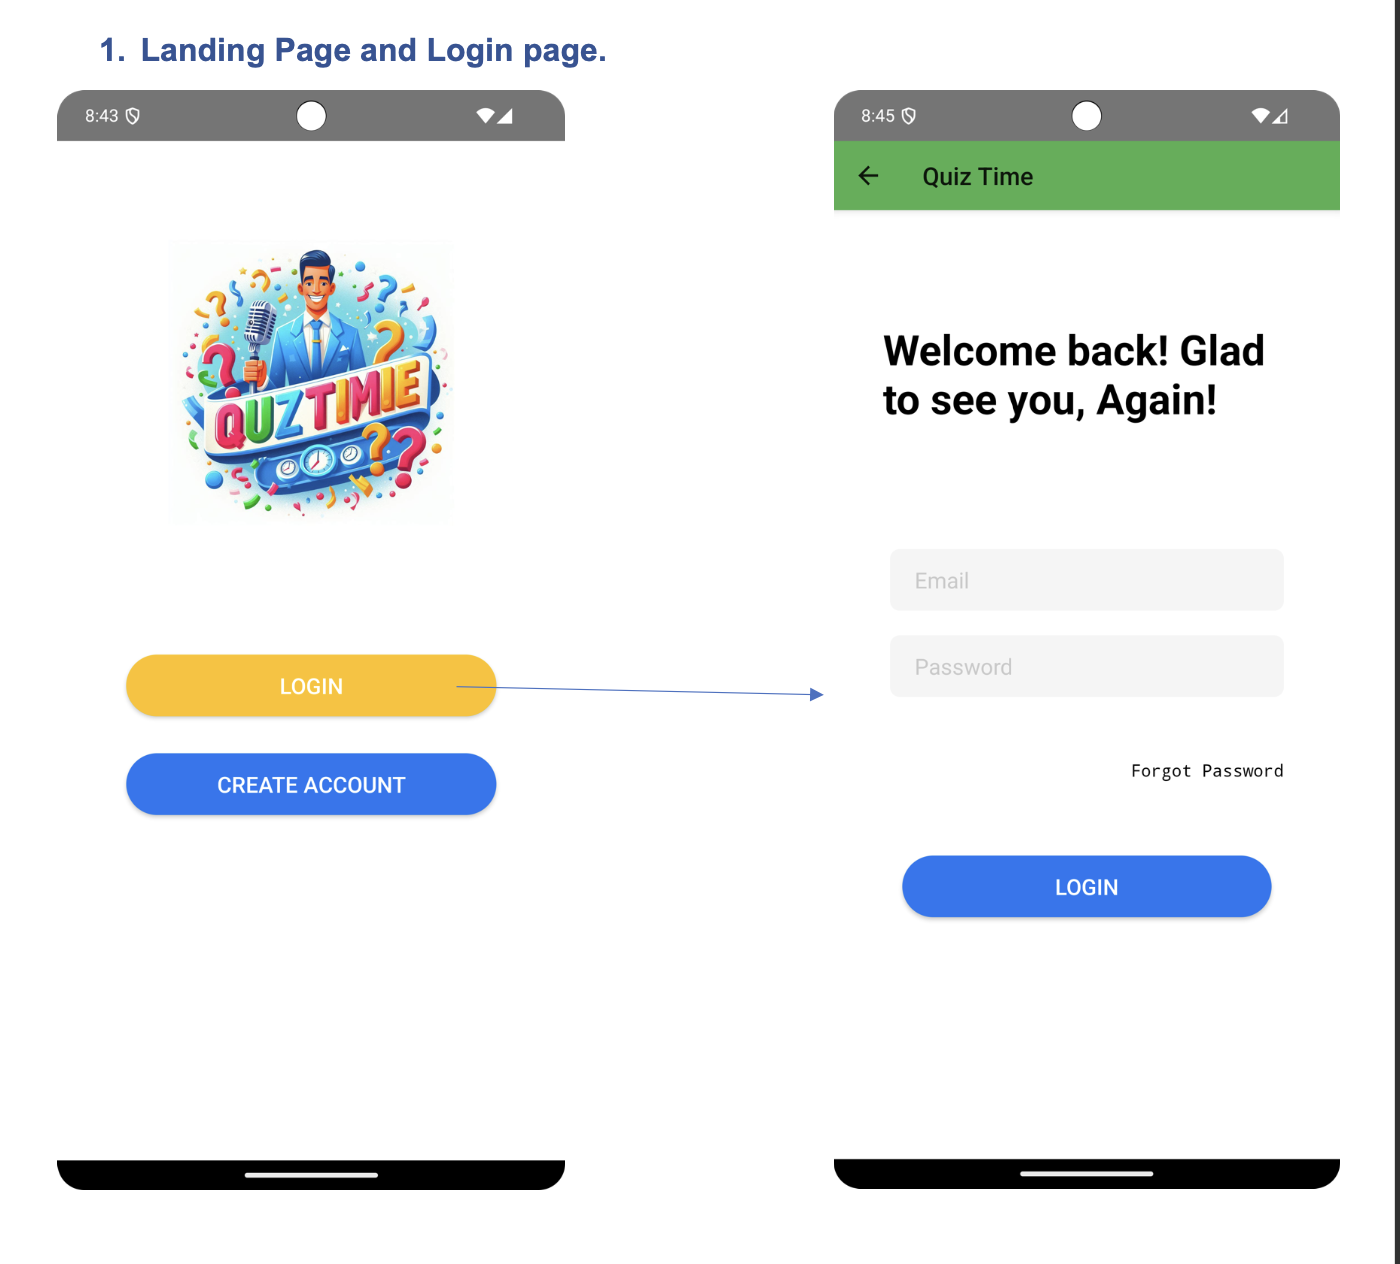 1. Landing Page and Login page.
8:43
QUZTIMIE
LOGIN
CREATE ACCOUNT
8:45
Quiz Time
Welcome back! Glad
to see you, Again!
Email
Password
Forgot Password
LOGIN